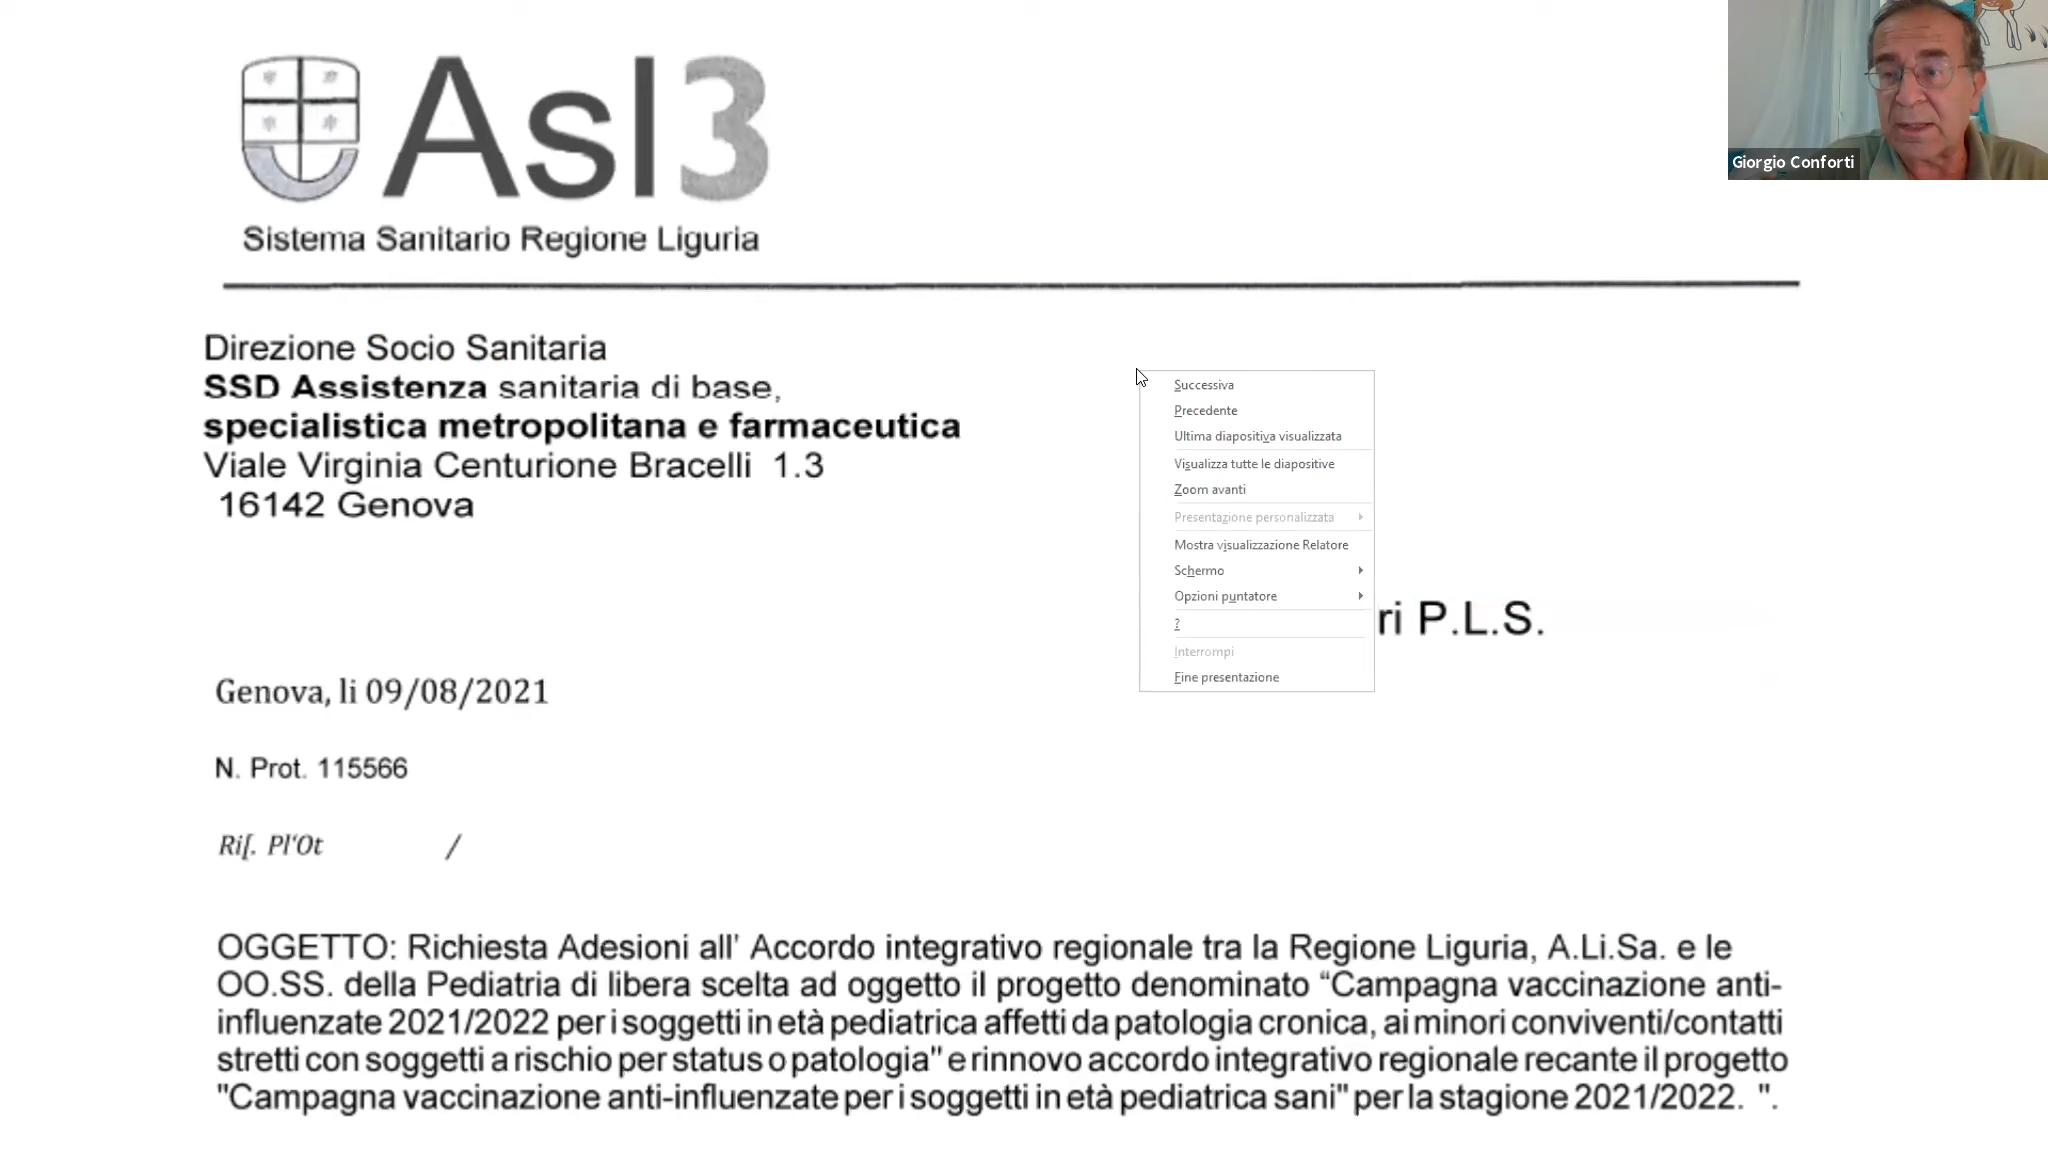 Asl3
Sistema Sanitario Regione Liguria
Giorgio Conforti
Direzione Socio Sanitaria
SSD Assistenza sanitaria di base,
specialistica metropolitana e farmaceutica
Viale Virginia Centurione Bracelli 1.3
16142 Genova
Successiva
Precedente
Ultima diapositiva visualizzata
Visualizza tutte le diapositive
Zoom avanti
Presentazione personalizzata
Mostra visualizzazione Relatore
Schermo
Opzioni puntatore
?
Interrompi
Fine presentazione
ri P.L.S.
Genova, li 09/08/2021
N. Prot. 115566
Rif. Pl'Ot /
OGGETTO: Richiesta Adesioni all' Accordo integrativo regionale tra la Regione Liguria, A.Li.Sa. e le
OO.SS. della Pediatria di libera scelta ad oggetto il progetto denominato “Campagna vaccinazione anti-
influenzate 2021/2022 per i soggetti in età pediatrica affetti da patologia cronica, ai minori conviventi/contatti
stretti con soggetti a rischio per status o patologia" e rinnovo accordo integrativo regionale recante il progetto
"Campagna vaccinazione anti-influenzate per i soggetti in età pediatrica sani" per la stagione 2021/2022. ".